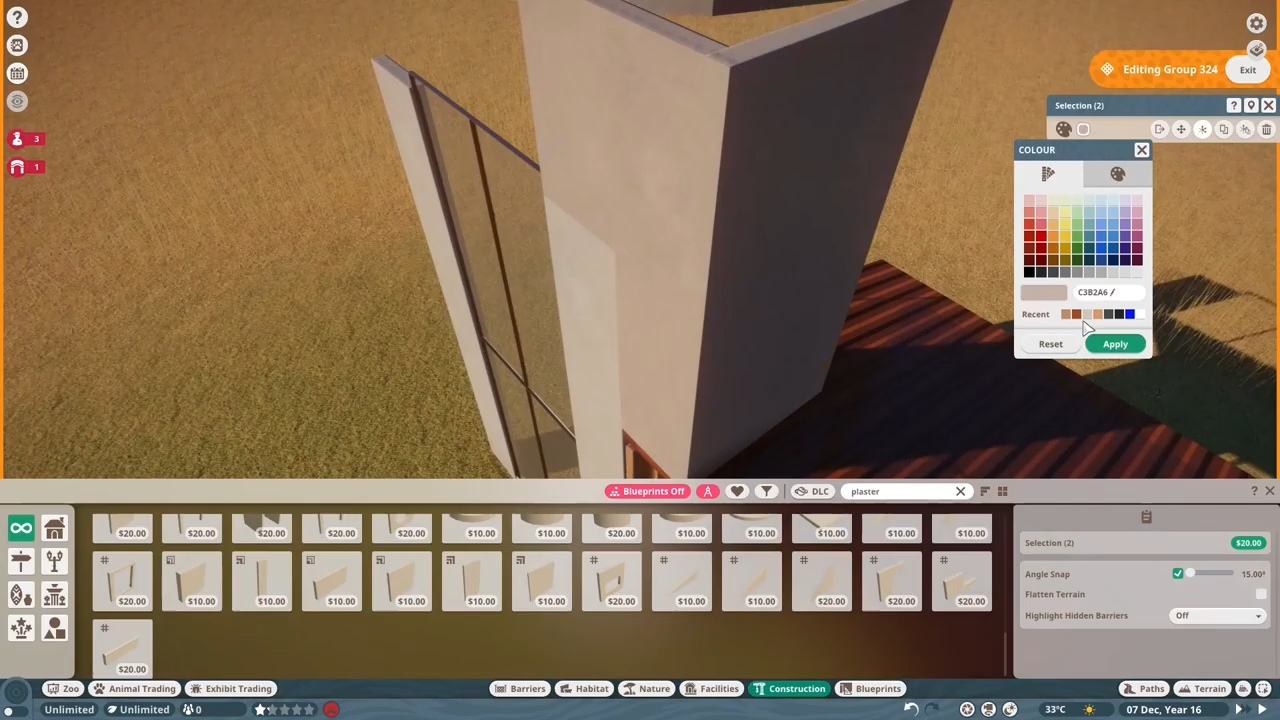 ?
Editing Group 324
Exit
Selection (2)
?
COLOUR
3
1
C3B2A6
Recent
Reset
Apply
Blueprints Off
DLC
plaster
?
$20.00 $20.00 $20.00 $20.00 $20.00 $10.00 $10.00 $20.00 $10.00 $10.00 $10.00 $10.00 $10.00
$20.00 $10.00 $10.00 $10.00 $10.00 $10.00 $10.00 $20.00 $10.00 $10.00 $20.00 $20.00 $20.00
$20.00
Selection (2) $20.00
Angle Snap 15.00°
Flatten Terrain
Highlight Hidden Barriers Off
Zoo Animal Trading Exhibit Trading Barriers Habitat Nature Facilities Construction Blueprints Paths Terrain
Unlimited Unlimited 0 33°C 07 Dec, Year 16